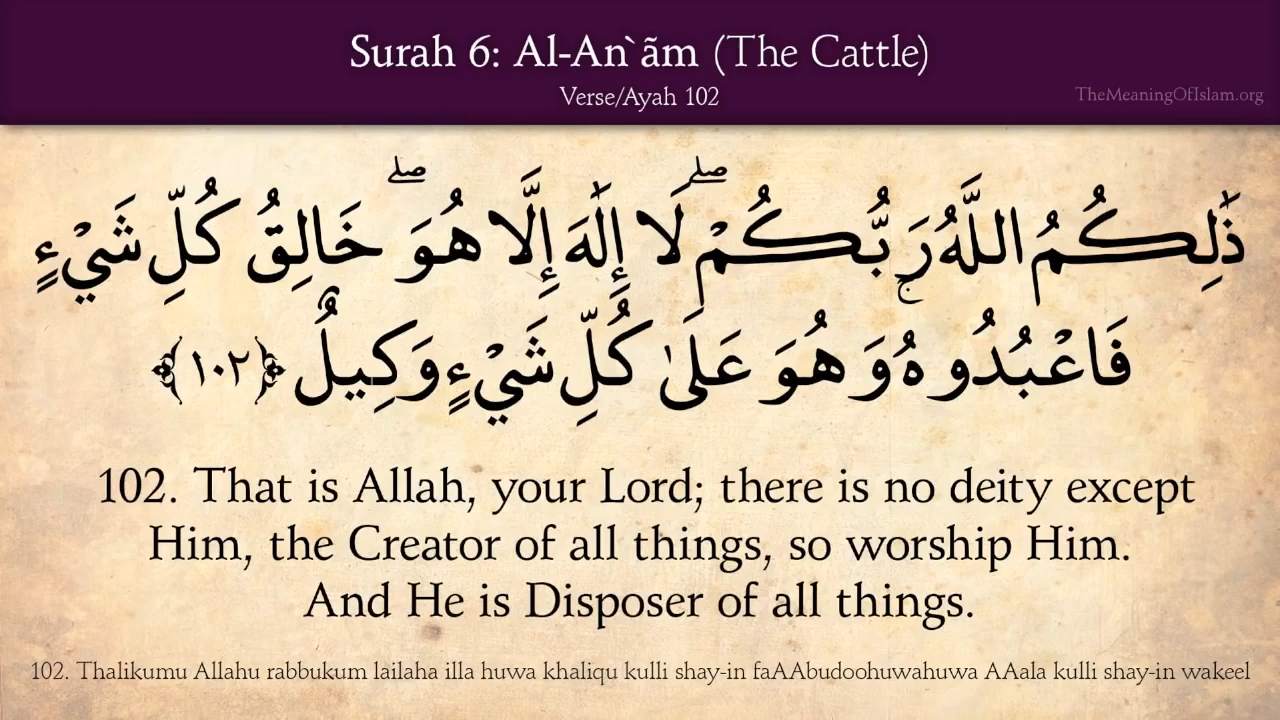 Surah 6: Al-An`ãm (The Cattle)
Verse/Ayah 102
TheMeaningOfIslam.org
ذَٰلِكُمُ اللَّهُ رَبُّكُمْ ۖ لَا إِلَٰهَ إِلَّا هُوَ ۖ خَالِقُ كُلِّ شَيْءٍ
فَاعْبُدُوهُ ۚ وَهُوَ عَلَىٰ كُلِّ شَيْءٍ وَكِيلٌ ﴿١٠٢﴾
102. That is Allah, your Lord; there is no deity except
Him, the Creator of all things, so worship Him.
And He is Disposer of all things.
102. Thalikumu Allahu rabbukum lailaha illa huwa khaliqu kulli shay-in faAAbudoohuwahuwa AAala kulli shay-in wakeel